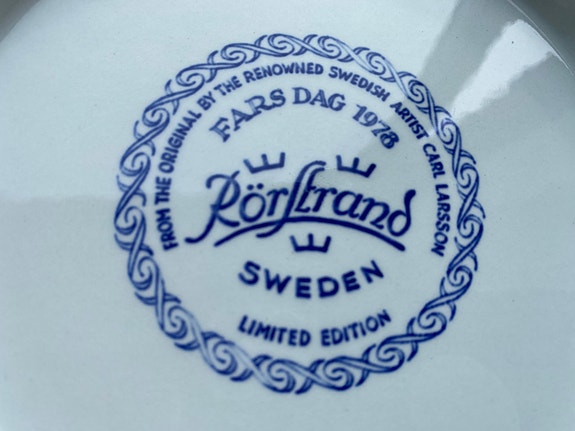 FROM THE ORIGINAL BY THE RENOWNED SWEDISH ARTIST CARL LARSSON
FARS DAG 1978
Rörstrand
SWEDEN
LIMITED EDITION